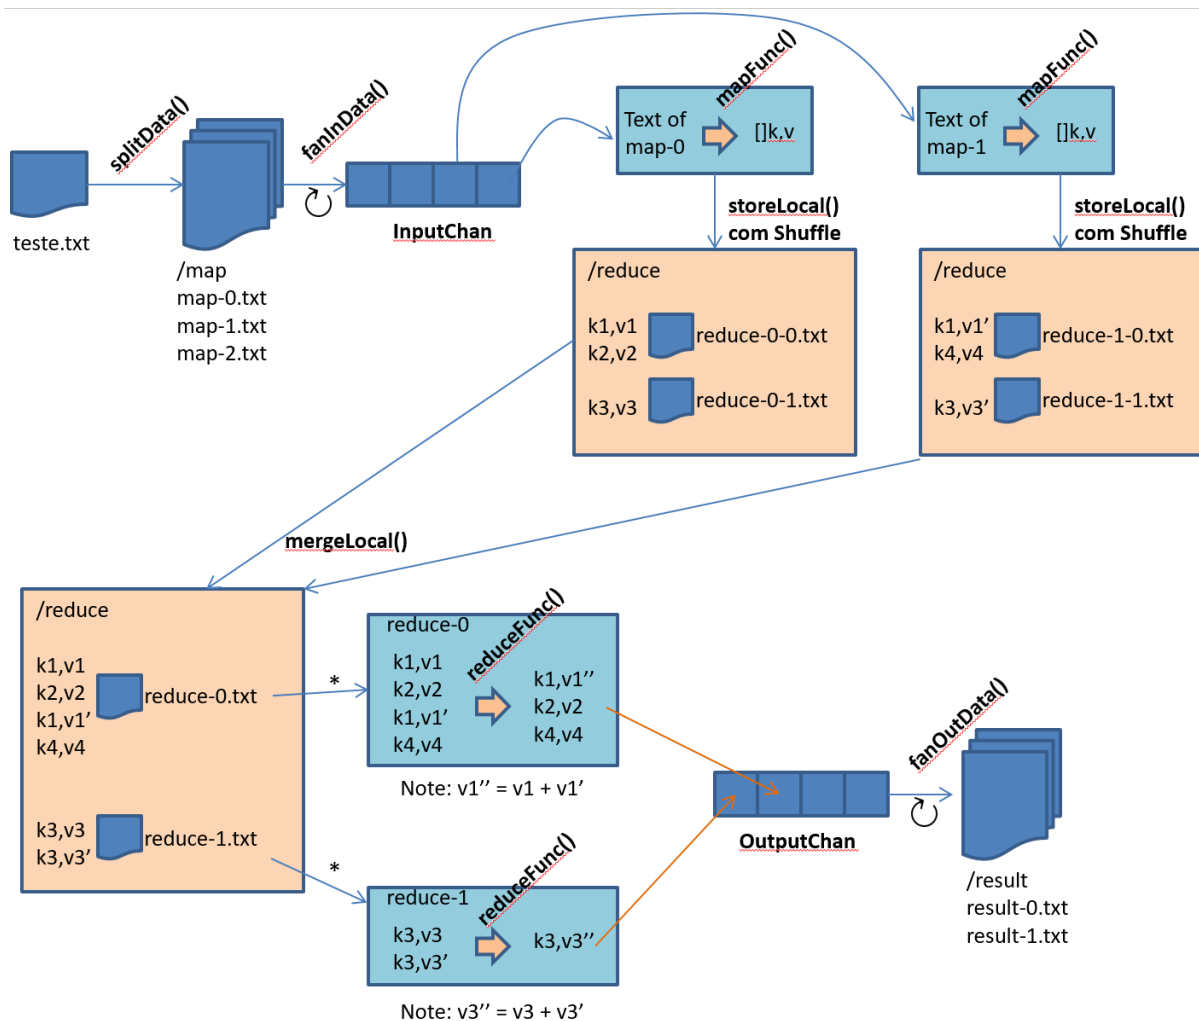 splitData()
fanInData()
mapFunc()
mapFunc()
Text of
map-0
[]k,v
Text of
map-1
[]k,v
teste.txt
InputChan
storeLocal()
com Shuffle
storeLocal()
com Shuffle
/map
map-0.txt
map-1.txt
map-2.txt
/reduce
k1,v1
k2,v2
reduce-0-0.txt
k3,v3
reduce-0-1.txt
/reduce
k1,v1’
k4,v4
reduce-1-0.txt
k3,v3’
reduce-1-1.txt
mergeLocal()
/reduce
k1,v1
k2,v2
k1,v1’
k4,v4
reduce-0.txt
k3,v3
k3,v3’
reduce-1.txt
*
*
reduce-0
reduceFunc()
k1,v1
k2,v2
k1,v1’
k4,v4
k1,v1’’
k2,v2
k4,v4
Note: v1’’ = v1 + v1’
reduce-1
reduceFunc()
k3,v3
k3,v3’
k3,v3’’
Note: v3’’ = v3 + v3’
OutputChan
fanOutData()
/result
result-0.txt
result-1.txt